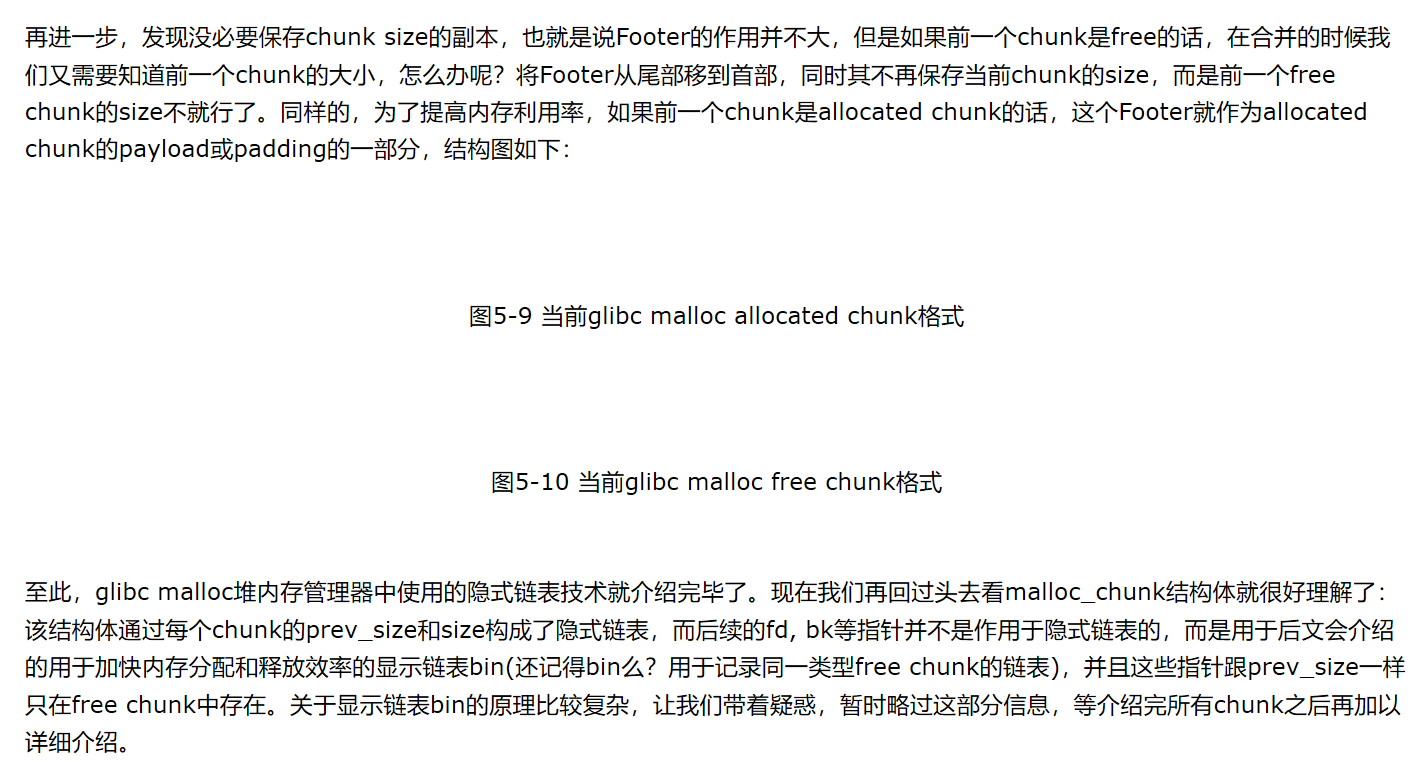 再进一步，发现没必要保存chunk size的副本，也就是说Footer的作用并不大，但是如果前一个chunk是free的话，在合并的时候我
们又需要知道前一个chunk的大小，怎么办呢？将Footer从尾部移到首部，同时其不再保存当前chunk的size，而是前一个free
chunk的size不就行了。同样的，为了提高内存利用率，如果前一个chunk是allocated chunk的话，这个Footer就作为allocated
chunk的payload或padding的一部分，结构图如下：
图5-9 当前glibc malloc allocated chunk格式
图5-10 当前glibc malloc free chunk格式
至此，glibc malloc堆内存管理器中使用的隐式链表技术就介绍完毕了。现在我们再回过头去看malloc_chunk结构体就很好理解了：
该结构体通过每个chunk的prev_size和size构成了隐式链表，而后续的fd, bk等指针并不是作用于隐式链表的，而是用于后文会介绍
的用于加快内存分配和释放效率的显示链表bin(还记得bin么？用于记录同一类型free chunk的链表)，并且这些指针跟prev_size一样
只在free chunk中存在。关于显示链表bin的原理比较复杂，让我们带着疑惑，暂时略过这部分信息，等介绍完所有chunk之后再加以
详细介绍。